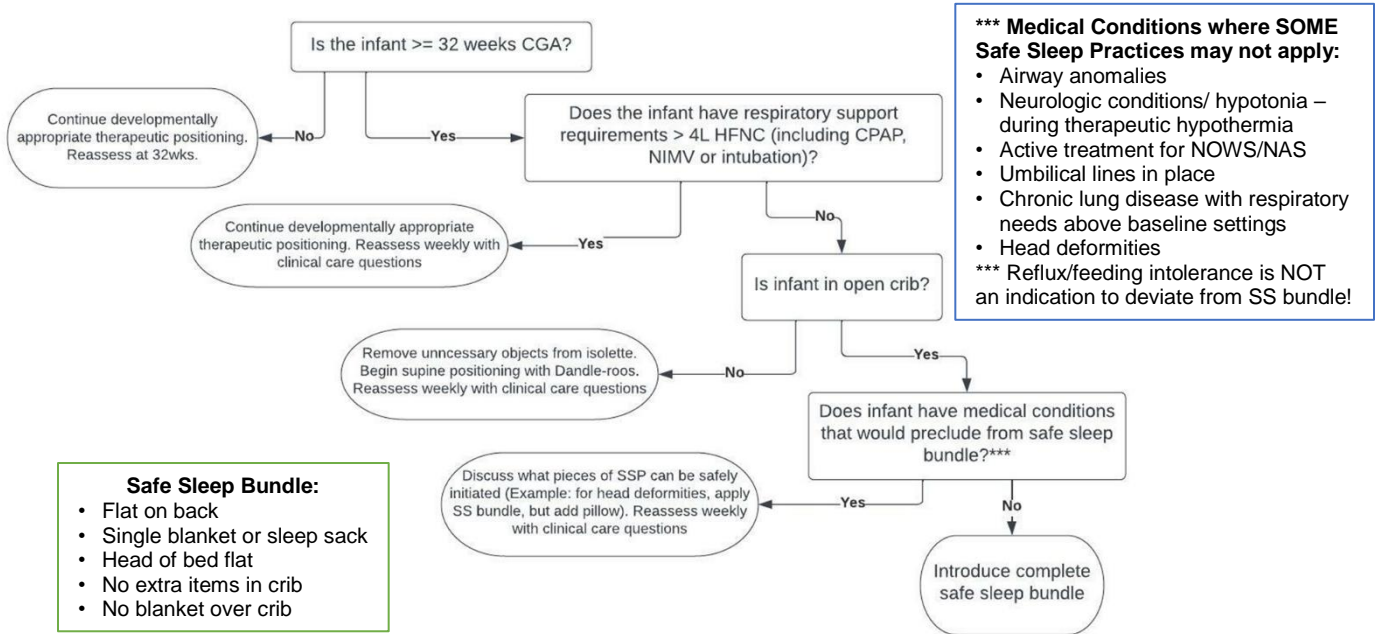 Is the infant >= 32 weeks CGA?
No
Yes
Continue developmentally
appropriate therapeutic positioning.
Reassess at 32wks.
Does the infant have respiratory support
requirements > 4L HFNC (including CPAP,
NIMV or intubation)?
Yes
No
Continue developmentally appropriate
therapeutic positioning. Reassess weekly with
clinical care questions
Is infant in open crib?
No
Yes
Remove unncessary objects from isolette.
Begin supine positioning with Dandle-roos.
Reassess weekly with clinical care questions
Does infant have medical conditions
that would preclude from safe sleep
bundle?***
Yes
No
Discuss what pieces of SSP can be safely
initiated (Example: for head deformities, apply
SS bundle, but add pillow). Reassess weekly
with clinical care questions
Introduce complete
safe sleep bundle
*** Medical Conditions where SOME
Safe Sleep Practices may not apply:
• Airway anomalies
• Neurologic conditions/ hypotonia –
during therapeutic hypothermia
• Active treatment for NOWS/NAS
• Umbilical lines in place
• Chronic lung disease with respiratory
needs above baseline settings
• Head deformities
*** Reflux/feeding intolerance is NOT
an indication to deviate from SS bundle!
Safe Sleep Bundle:
• Flat on back
• Single blanket or sleep sack
• Head of bed flat
• No extra items in crib
• No blanket over crib